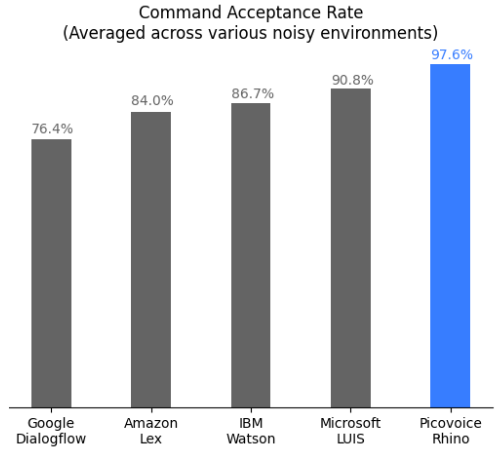 Command Acceptance Rate
(Averaged across various noisy environments)
97.6%
90.8%
86.7%
84.0%
76.4%
Google Dialogflow
Amazon Lex
IBM Watson
Microsoft LUIS
Picovoice Rhino